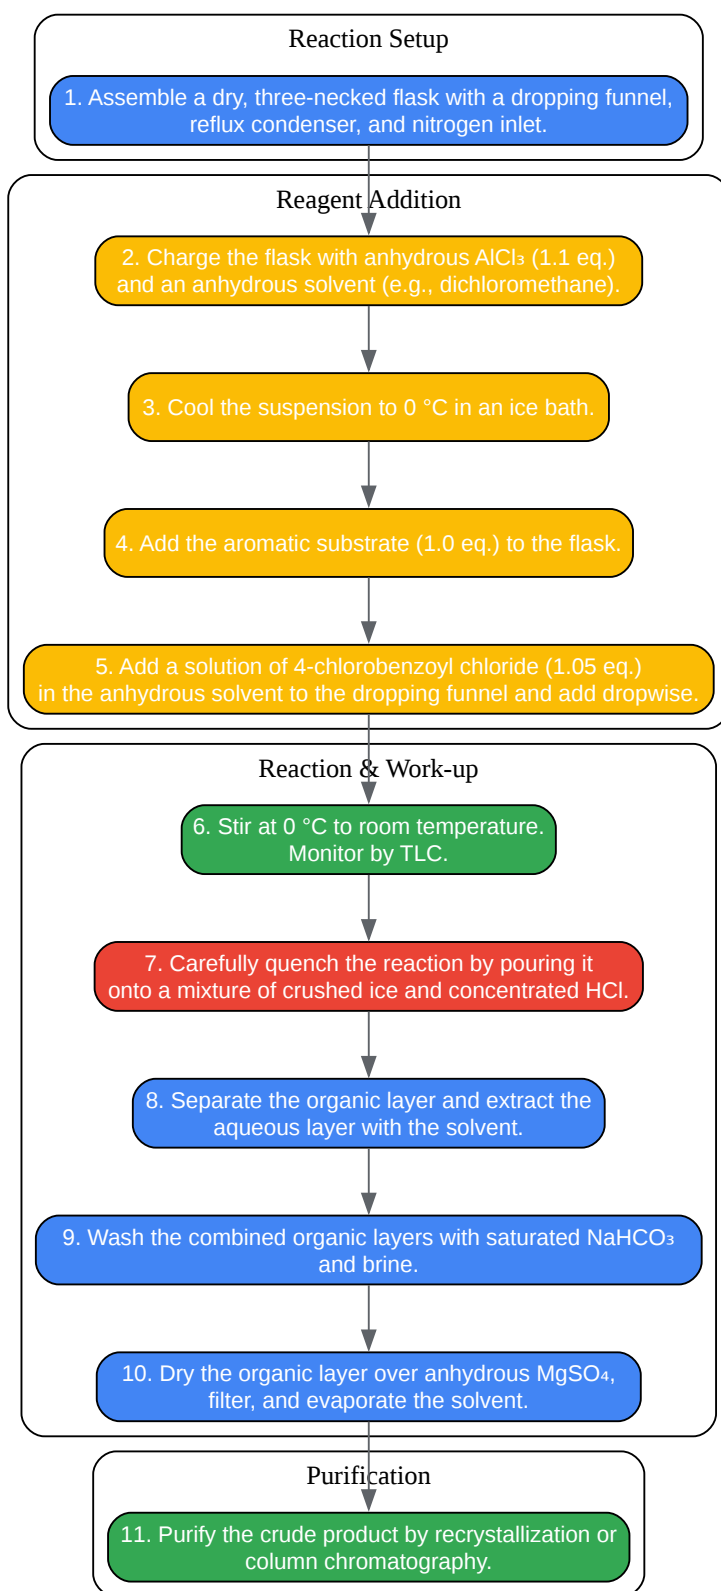 Reaction Setup
1. Assemble a dry, three-necked flask with a dropping funnel,
reflux condenser, and nitrogen inlet.
Reagent Addition
2. Charge the flask with anhydrous AlCl₃ (1.1 eq.)
and an anhydrous solvent (e.g., dichloromethane).
3. Cool the suspension to 0 °C in an ice bath.
4. Add the aromatic substrate (1.0 eq.) to the flask.
5. Add a solution of 4-chlorobenzoyl chloride (1.05 eq.)
in the anhydrous solvent to the dropping funnel and add dropwise.
Reaction & Work-up
6. Stir at 0 °C to room temperature.
Monitor by TLC.
7. Carefully quench the reaction by pouring it
onto a mixture of crushed ice and concentrated HCl.
8. Separate the organic layer and extract the
aqueous layer with the solvent.
9. Wash the combined organic layers with saturated NaHCO₃
and brine.
10. Dry the organic layer over anhydrous MgSO₄,
filter, and evaporate the solvent.
Purification
11. Purify the crude product by recrystallization or
column chromatography.